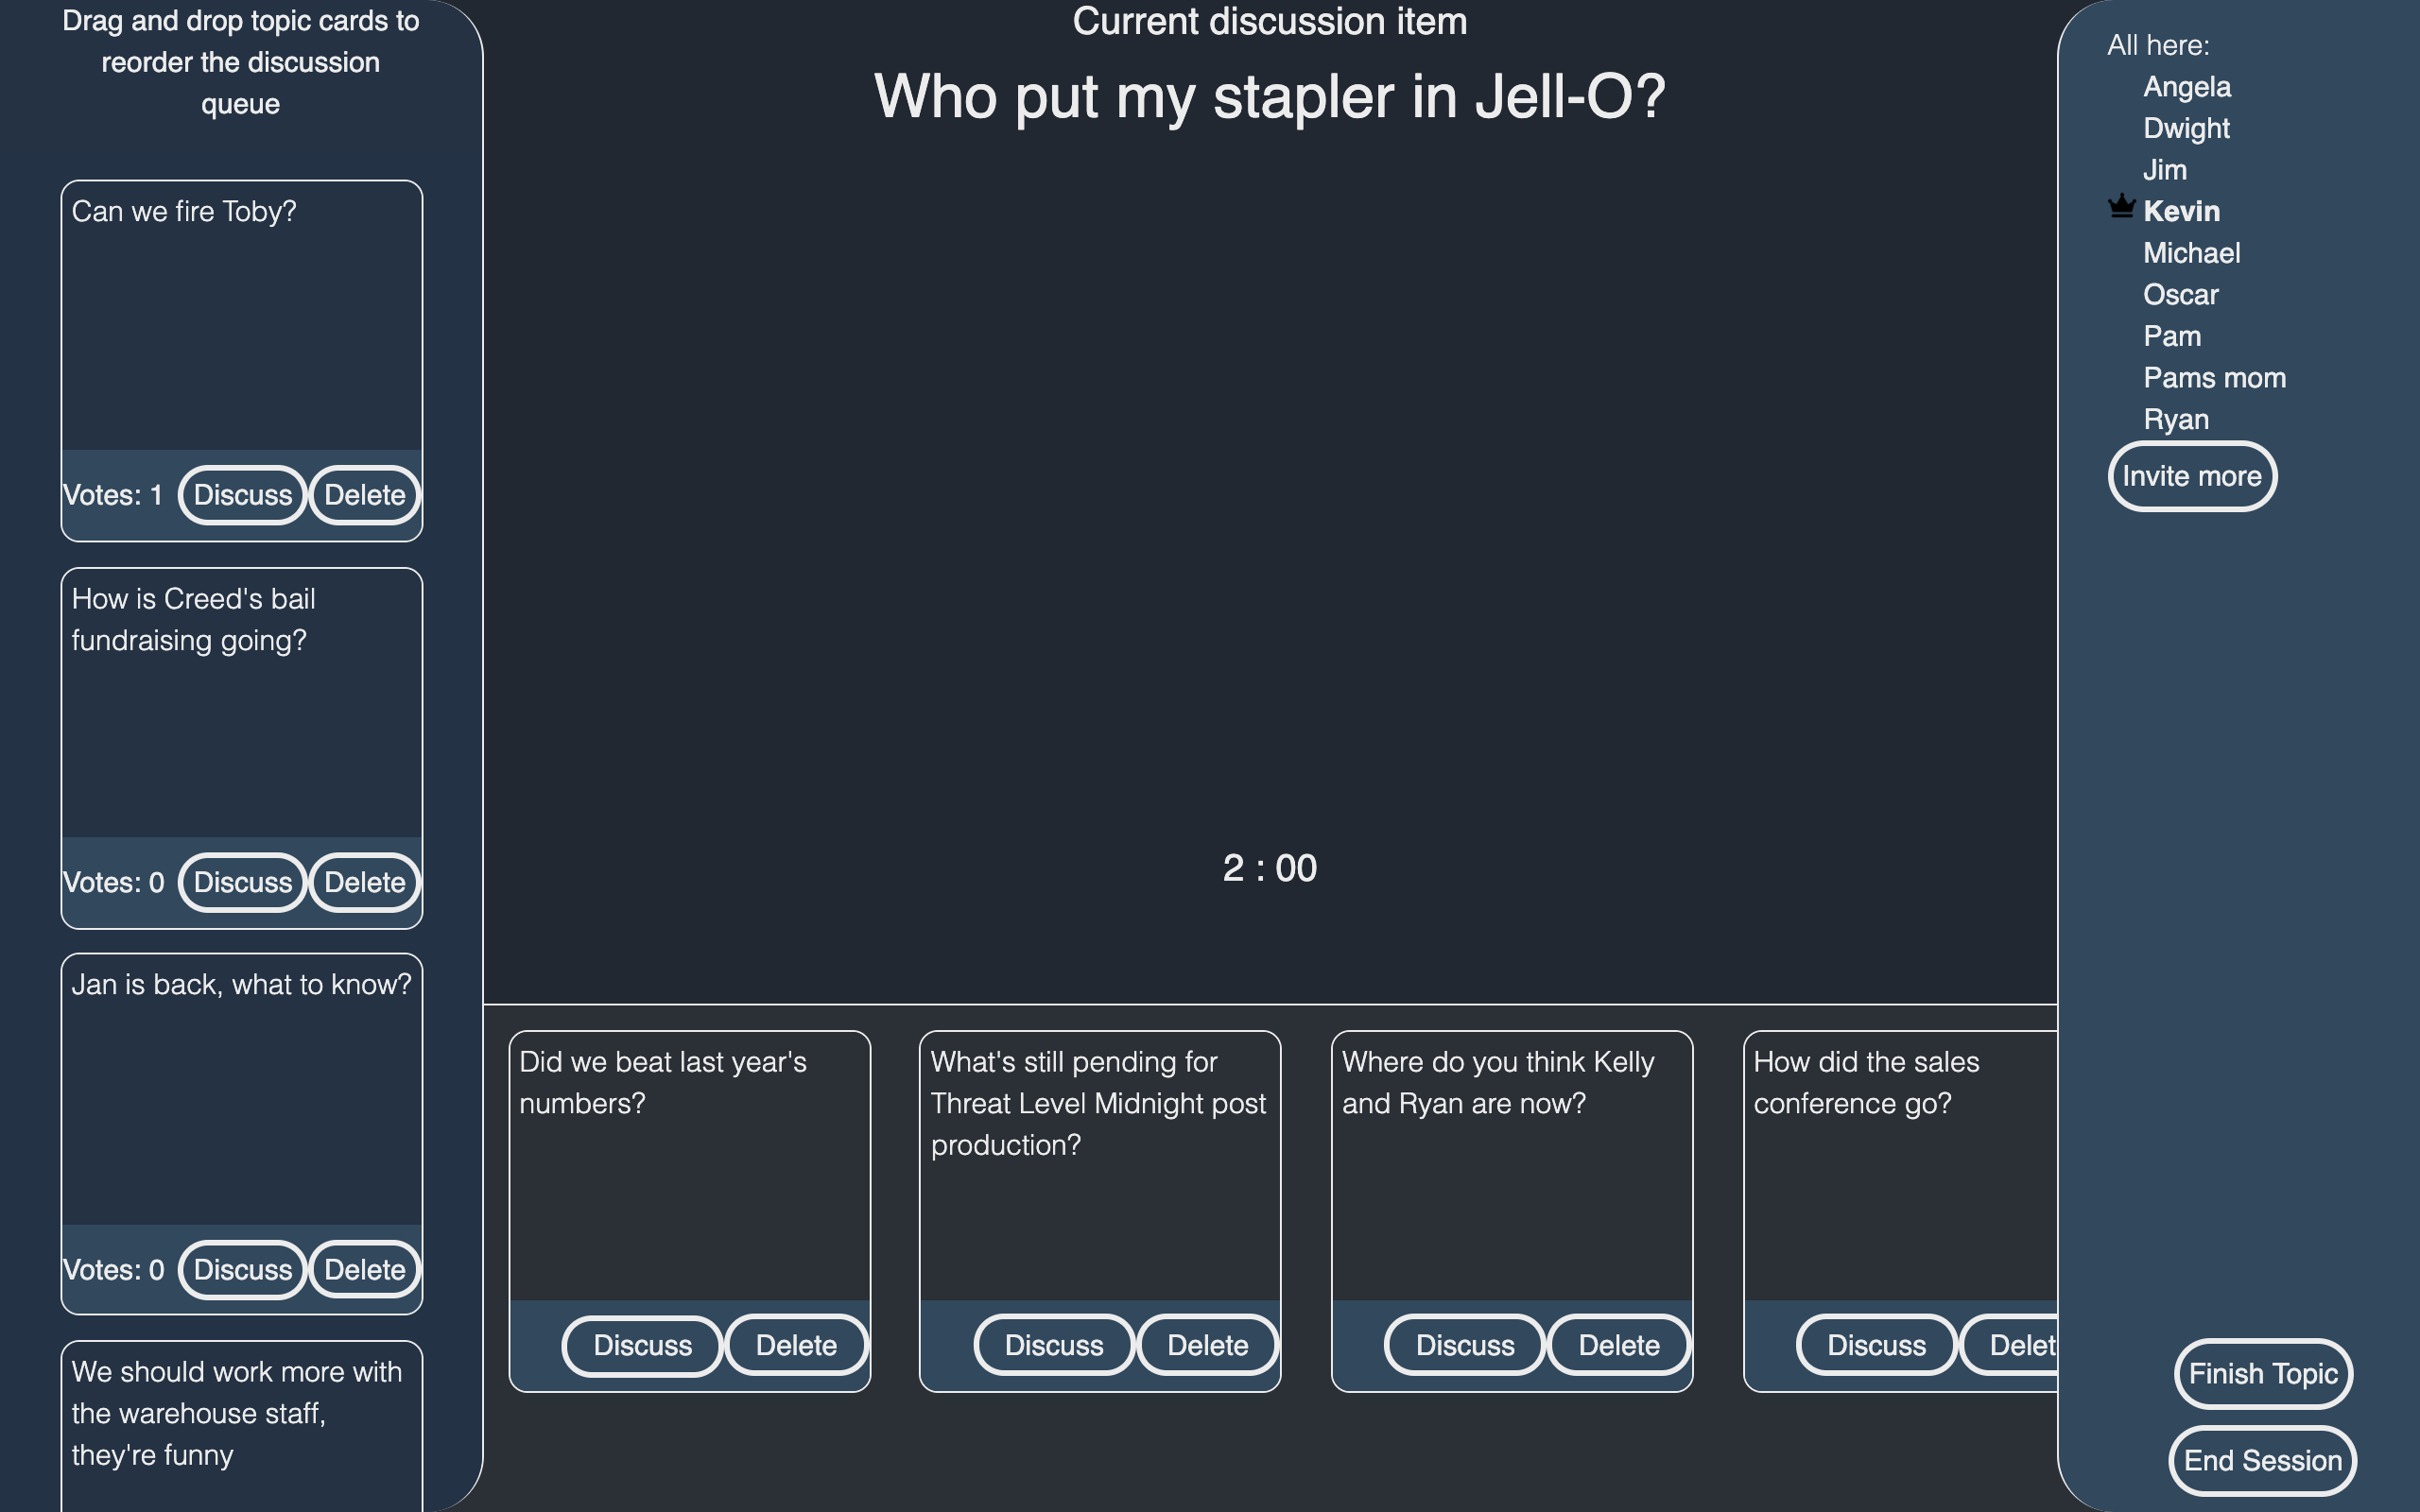 Drag and drop topic cards to
reorder the discussion
queue
Can we fire Toby?
Votes: 1 Discuss Delete
How is Creed's bail
fundraising going?
Votes: 0 Discuss Delete
Jan is back, what to know?
Votes: 0 Discuss Delete
We should work more with
the warehouse staff,
they're funny
Current discussion item
Who put my stapler in Jell-O?
2 : 00
Did we beat last year's
numbers?
Discuss Delete
What's still pending for
Threat Level Midnight post
production?
Discuss Delete
Where do you think Kelly
and Ryan are now?
Discuss Delete
How did the sales
conference go?
Discuss Delet
All here:
Angela
Dwight
Jim
Kevin
Michael
Oscar
Pam
Pams mom
Ryan
Invite more
Finish Topic
End Session